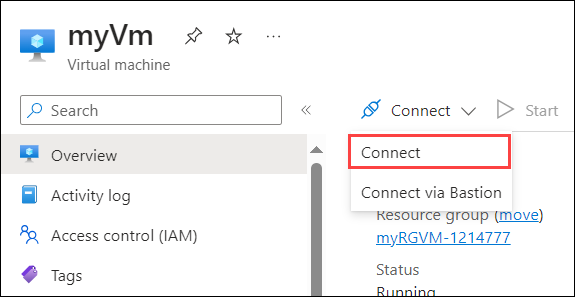 myVm
Virtual machine
Search
Connect
Start
Overview
Connect
Activity log
Connect via Bastion
Resource group (move)
Access control (IAM)
myRGVM-1214777
Tags
Status
Running